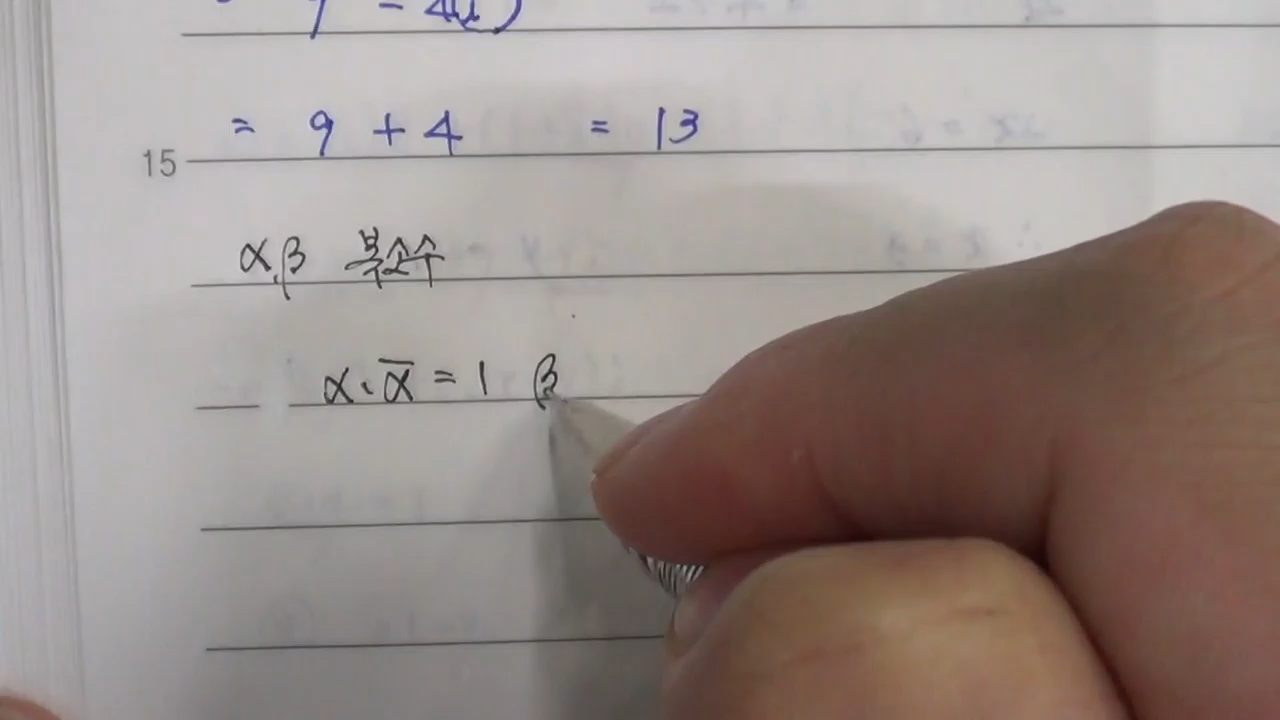 = 9 + 4 = 13
15
α,β 복소수
α·ᾱ = 1 β